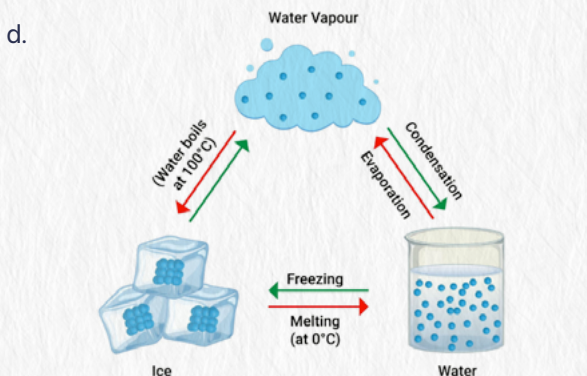 d.
Water Vapour
(Water boils
at 100°C)
Condensation
Evaporation
Freezing
Melting
(at 0°C)
Ice
Water